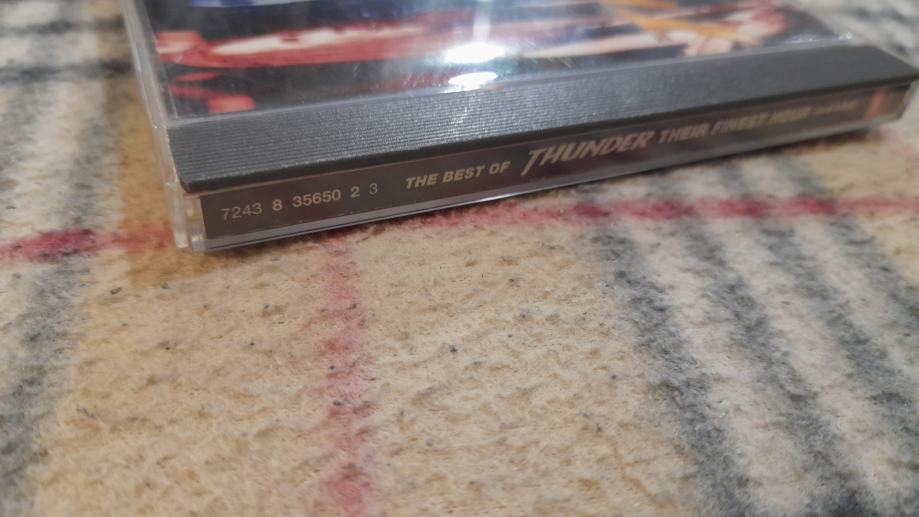 7243 8 35650 2 3 THE BEST OF THUNDER THEIR FINEST HOUR